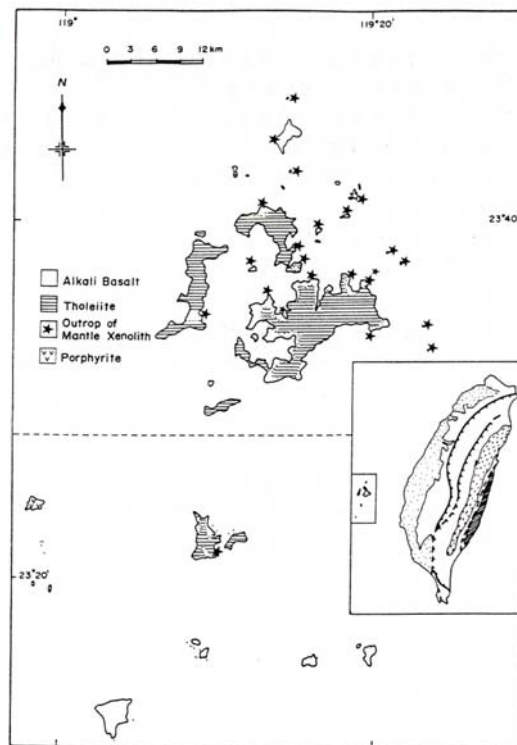 119°
119° 20'
0 3 6 9 12 km
N
23° 40'
Alkali Basalt
Tholeiite
Outrop of
Mantle Xenolith
Porphyrite
23° 20'